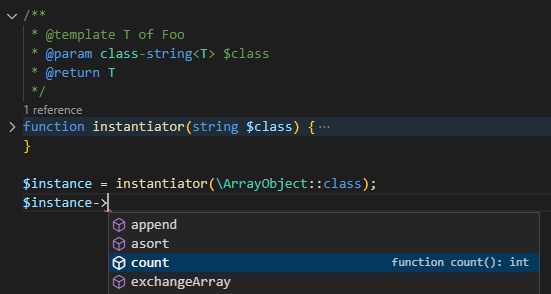 /**
 * @template T of Foo
 * @param class-string<T> $class
 * @return T
 */
1 reference
function instantiator(string $class) { ···
}
$instance = instantiator(\ArrayObject::class);
$instance->
append
asort
count function count(): int
exchangeArray